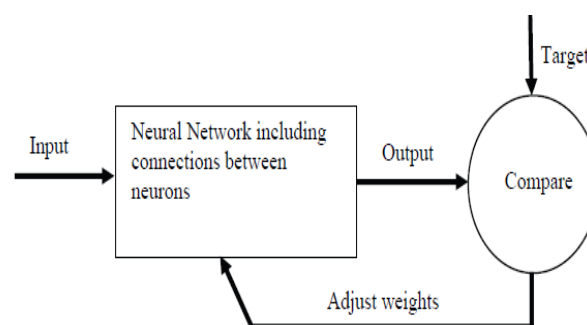 Target
Neural Network including
connections between
neurons
Input
Output
Compare
Adjust weights